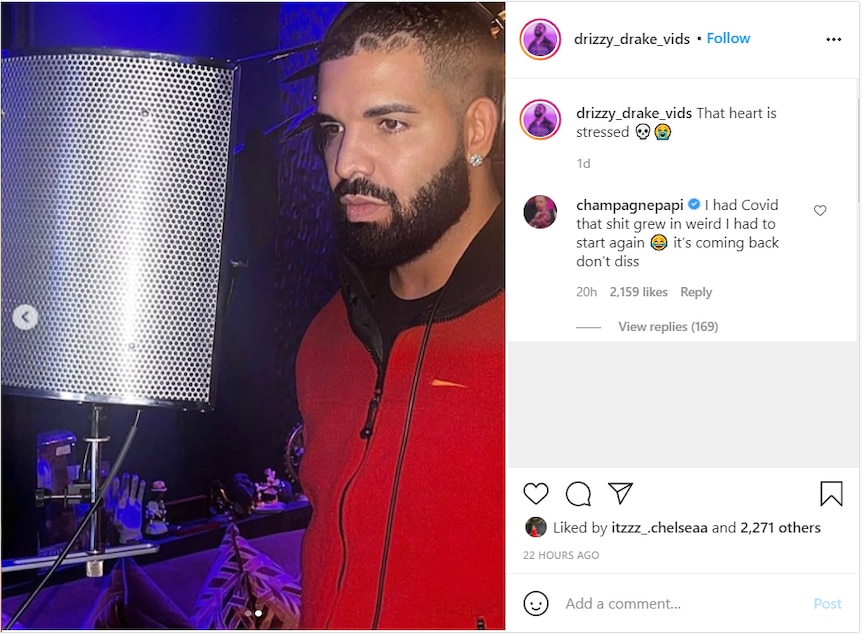 drizzy_drake_vids • Follow
drizzy_drake_vids That heart is
stressed 💀😭
1d
champagnepapi I had Covid
that shit grew in weird I had to
start again 😂 it's coming back
don't diss
20h 2,159 likes Reply
View replies (169)
Liked by itzzz_.chelseaa and 2,271 others
22 HOURS AGO
Add a comment... Post